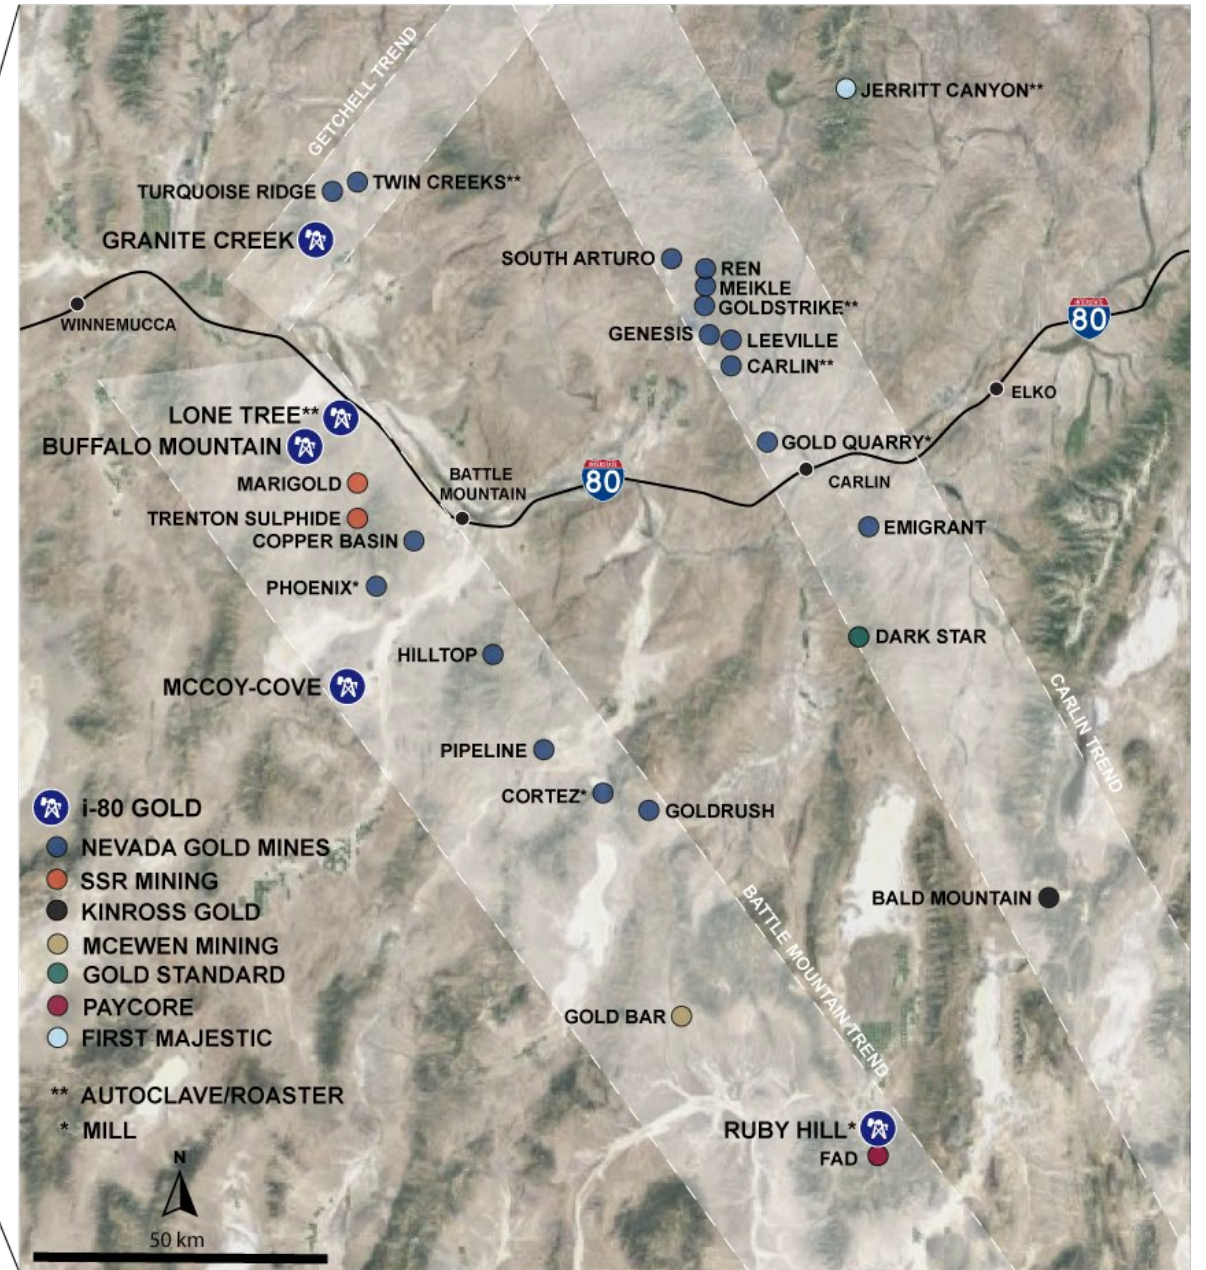 GETCHELL TREND
JERRITT CANYON**
TWIN CREEKS**
TURQUOISE RIDGE
GRANITE CREEK
SOUTH ARTURO
REN
MEIKLE
GOLDSTRIKE**
WINNEMUCCA
INTERSTATE
80
GENESIS
LEEVILLE
CARLIN**
ELKO
LONE TREE**
BUFFALO MOUNTAIN
GOLD QUARRY*
MARIGOLD
BATTLE
MOUNTAIN
INTERSTATE
80
CARLIN
TRENTON SULPHIDE
COPPER BASIN
EMIGRANT
PHOENIX*
DARK STAR
HILLTOP
MCCOY-COVE
CARLIN TREND
PIPELINE
CORTEZ*
GOLDRUSH
BALD MOUNTAIN
BATTLE MOUNTAIN TREND
GOLD BAR
RUBY HILL*
FAD
i-80 GOLD
NEVADA GOLD MINES
SSR MINING
KINROSS GOLD
MCEWEN MINING
GOLD STANDARD
PAYCORE
FIRST MAJESTIC
** AUTOCLAVE/ROASTER
* MILL
N
50 km